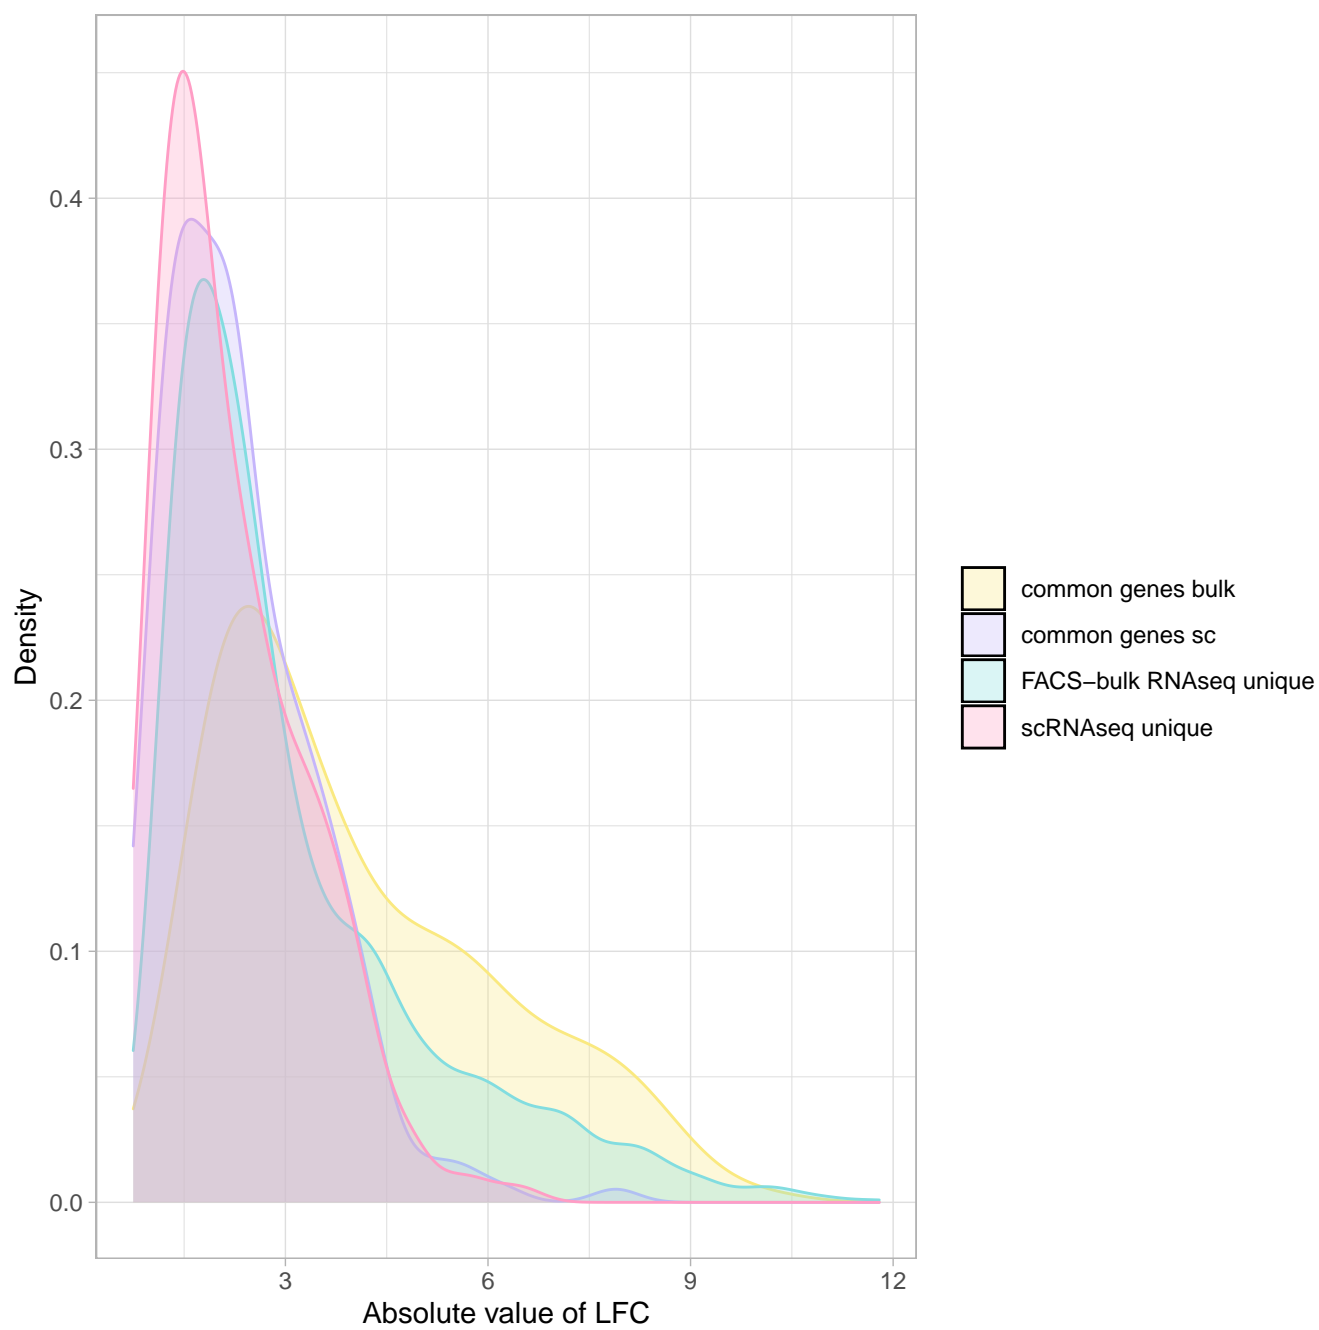 0.4
0.3
0.2
0.1
0.0
Density
3 6 9 12
Absolute value of LFC
common genes bulk
common genes sc
FACS−bulk RNAseq unique
scRNAseq unique